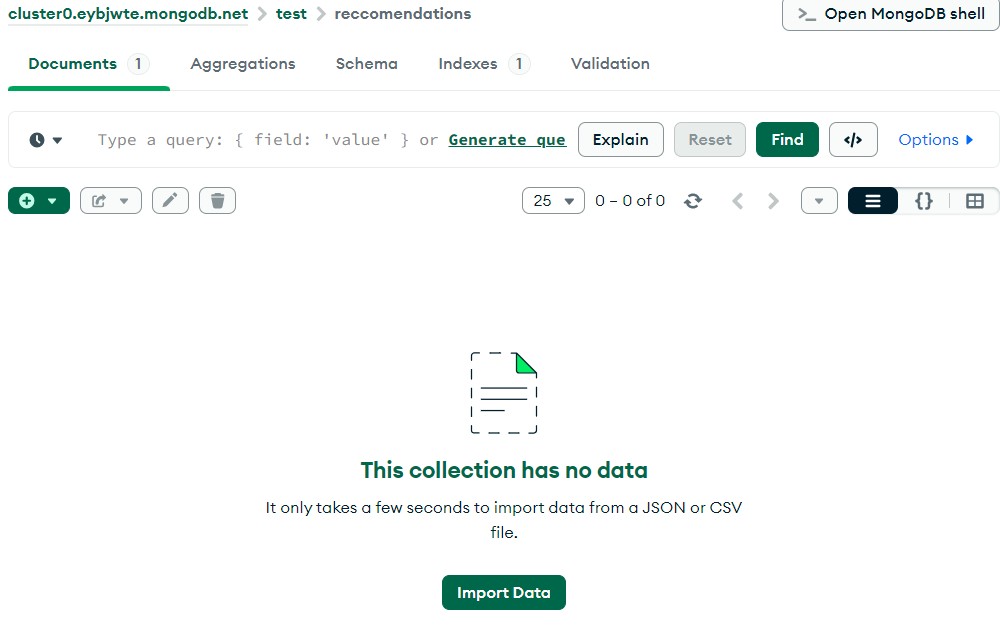 cluster0.eybjwte.mongodb.net > test > reccomendations
>_ Open MongoDB shell
Documents 1 Aggregations Schema Indexes 1 Validation
Type a query: { field: 'value' } or Generate que Explain Reset Find </> Options
25 0 – 0 of 0 {}
This collection has no data
It only takes a few seconds to import data from a JSON or CSV
file.
Import Data